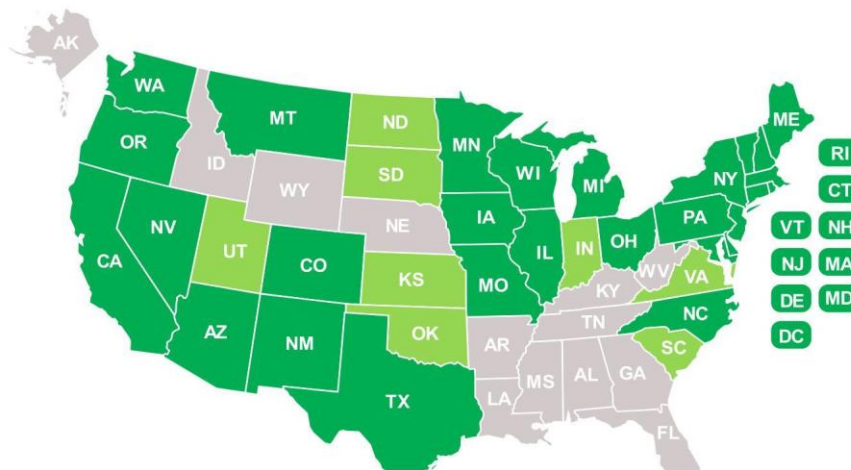 AK
WA
MT
ND
MN
ME
OR
ID
SD
WI
MI
NY
RI
WY
CT
NV
NE
IA
PA
VT NH
CA
UT
CO
IL
IN
OH
NJ MA
KS
MO
WV
VA
KY
DE MD
AZ
NM
OK
AR
TN
NC
DC
TX
SC
MS
AL
GA
LA
FL